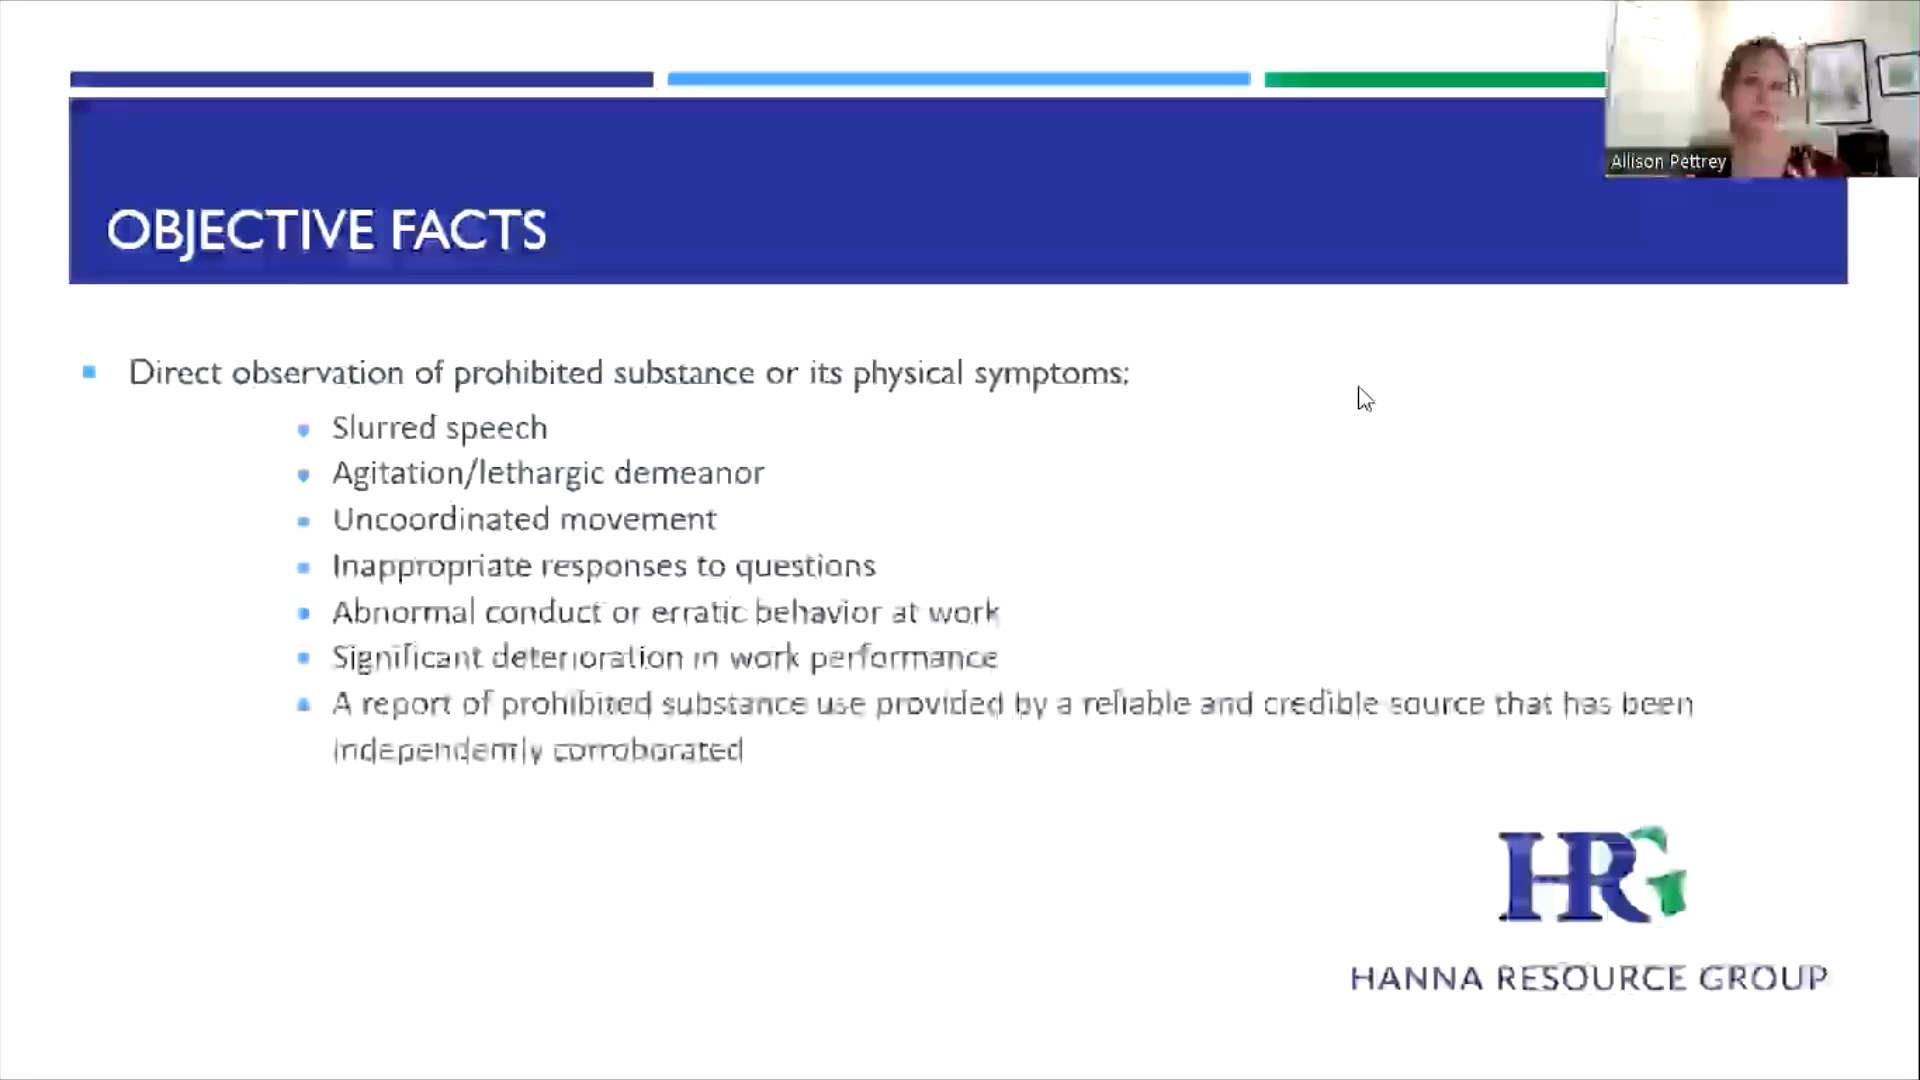 Allison Pettrey
OBJECTIVE FACTS
Direct observation of prohibited substance or its physical symptoms:
Slurred speech
Agitation/lethargic demeanor
Uncoordinated movement
Inappropriate responses to questions
Abnormal conduct or erratic behavior at work
Significant deterioration in work performance
A report of prohibited substance use provided by a reliable and credible source that has been
independently corroborated
HRG
HANNA RESOURCE GROUP